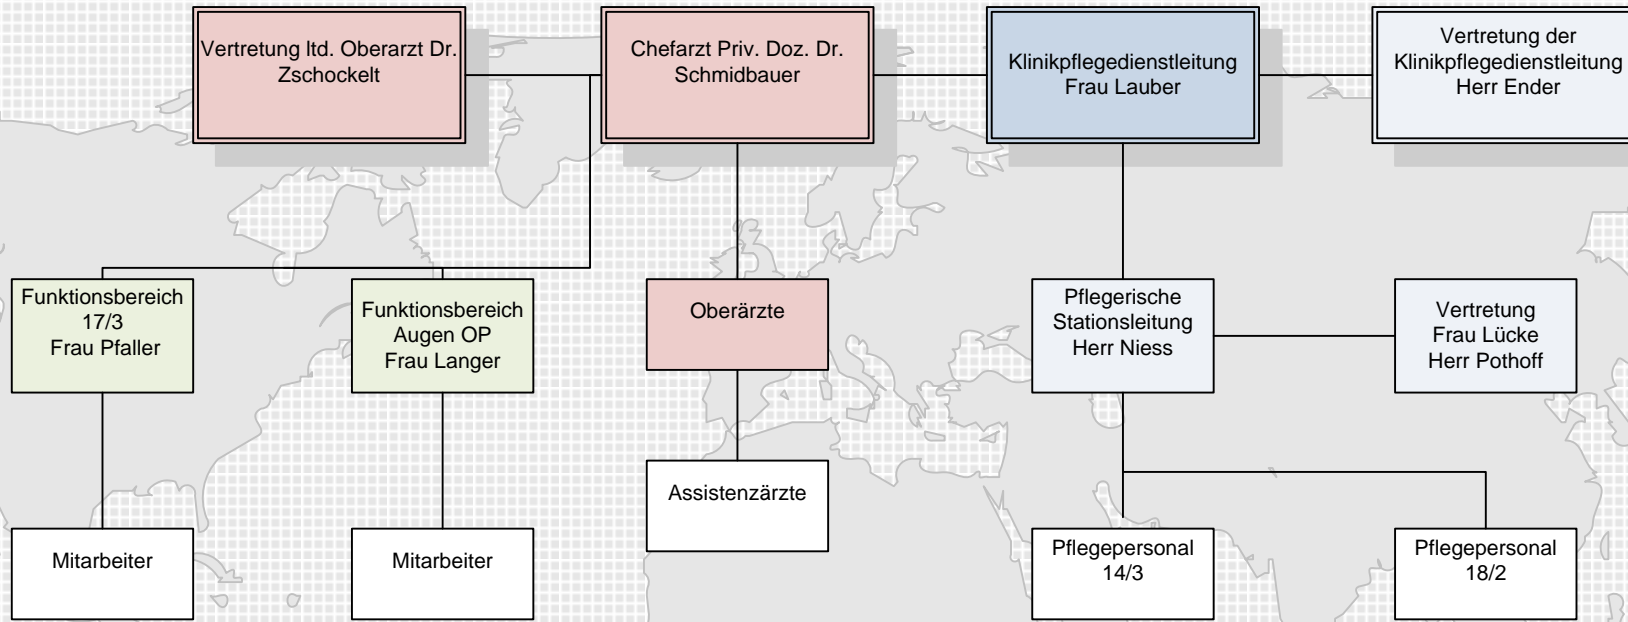 Vertretung ltd. Oberarzt Dr.
Zschockelt
Chefarzt Priv. Doz. Dr.
Schmidbauer
Klinikpflegedienstleitung
Frau Lauber
Vertretung der
Klinikpflegedienstleitung
Herr Ender
Funktionsbereich
17/3
Frau Pfaller
Funktionsbereich
Augen OP
Frau Langer
Oberärzte
Pflegerische
Stationsleitung
Herr Niess
Vertretung
Frau Lücke
Herr Pothoff
Assistenzärzte
Mitarbeiter
Mitarbeiter
Pflegepersonal
14/3
Pflegepersonal
18/2